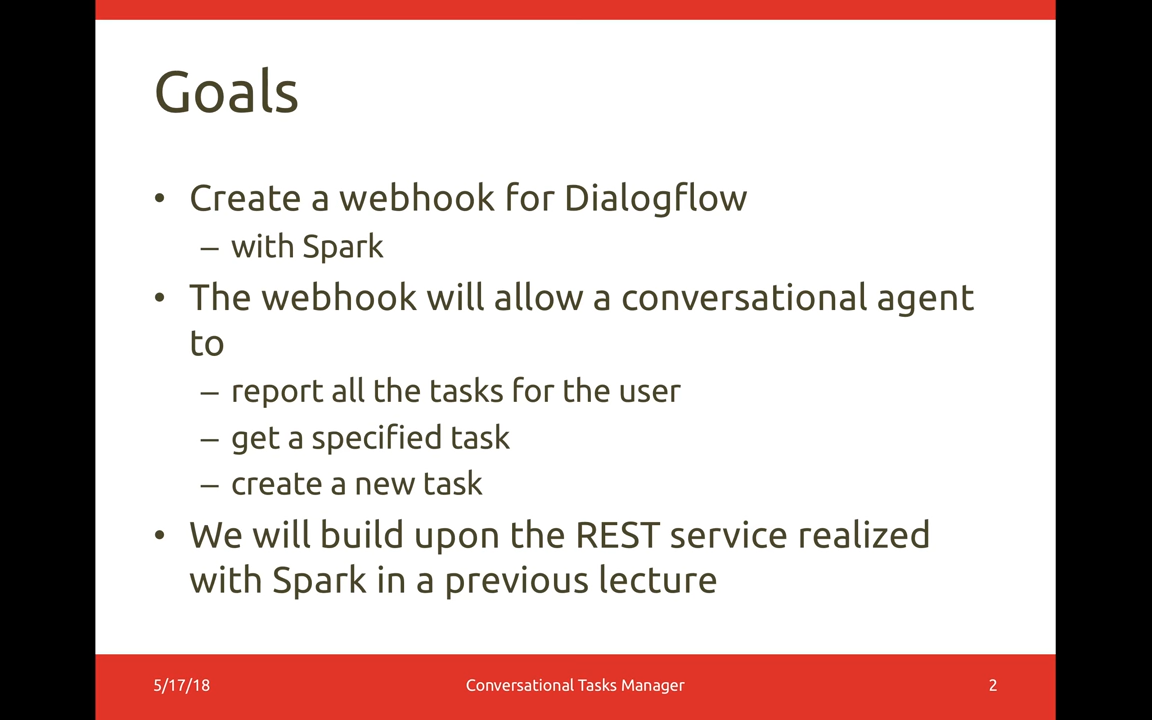 Goals
• Create a webhook for Dialogflow
– with Spark
• The webhook will allow a conversational agent
to
– report all the tasks for the user
– get a specified task
– create a new task
• We will build upon the REST service realized
with Spark in a previous lecture
5/17/18
Conversational Tasks Manager
2